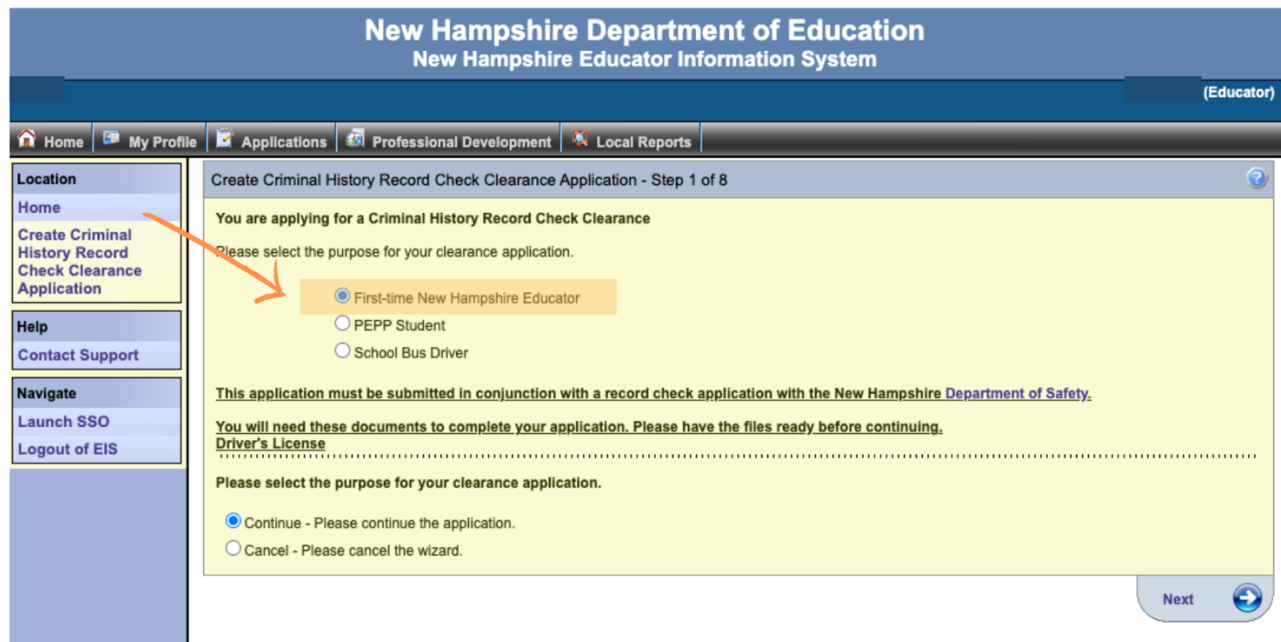 New Hampshire Department of Education
New Hampshire Educator Information System
(Educator)
Home My Profile Applications Professional Development Local Reports
Location
Home
Create Criminal
History Record
Check Clearance
Application
Help
Contact Support
Navigate
Launch SSO
Logout of EIS
Create Criminal History Record Check Clearance Application - Step 1 of 8
?
You are applying for a Criminal History Record Check Clearance
Please select the purpose for your clearance application.
First-time New Hampshire Educator
PEPP Student
School Bus Driver
This application must be submitted in conjunction with a record check application with the New Hampshire Department of Safety.
You will need these documents to complete your application. Please have the files ready before continuing.
Driver's License
Please select the purpose for your clearance application.
Continue - Please continue the application.
Cancel - Please cancel the wizard.
Next